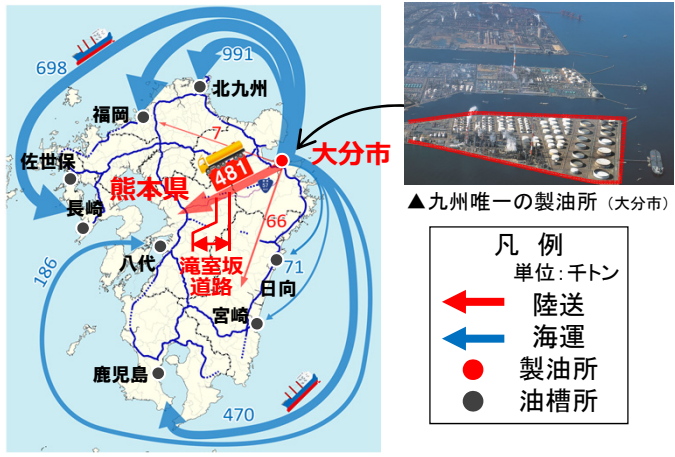 991
698
北九州
福岡
7
大分市
佐世保
481
熊本県
長崎
66
186
八代
滝室坂
道路
71
日向
宮崎
鹿児島
470
▲九州唯一の製油所（大分市）
凡 例
単位：千トン
陸送
海運
製油所
油槽所